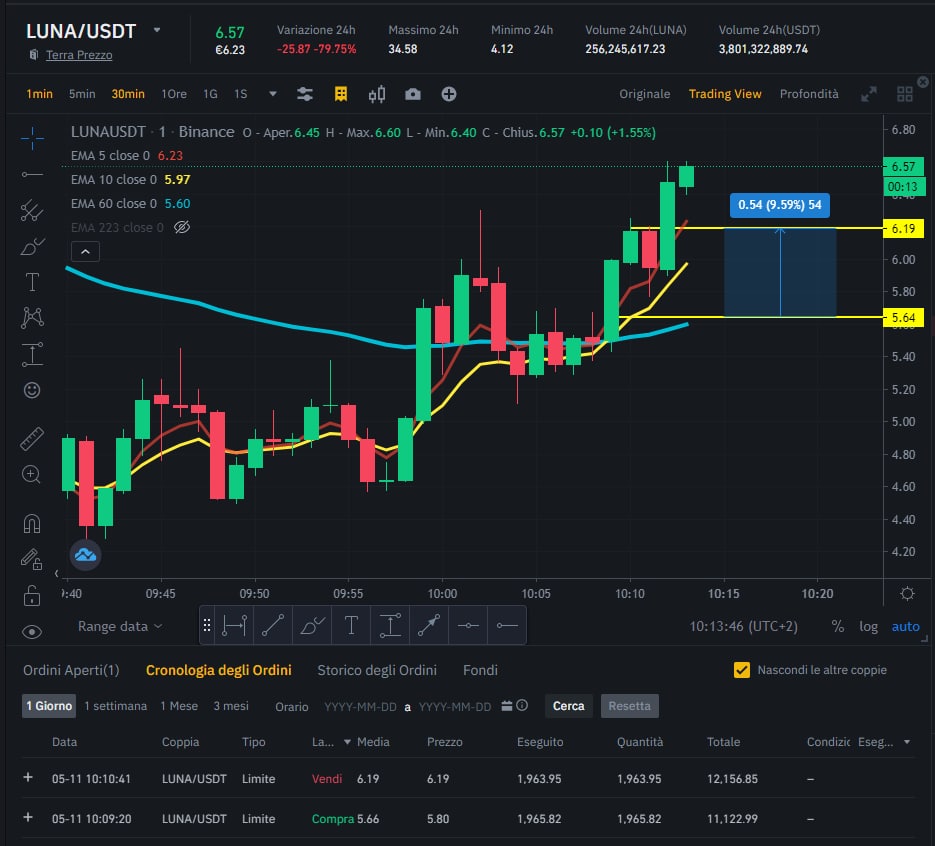 LUNA/USDT
Terra Prezzo
6.57
€6.23
Variazione 24h
-25.87 -79.75%
Massimo 24h
34.58
Minimo 24h
4.12
Volume 24h(LUNA)
256,245,617.23
Volume 24h(USDT)
3,801,322,889.74
1min 5min 30min 1Ore 1G 1S
Originale Trading View Profondità
LUNAUSDT · 1 · Binance O - Aper.6.45 H - Max.6.60 L - Min.6.40 C - Chius.6.57 +0.10 (+1.55%)
EMA 5 close 0 6.23
EMA 10 close 0 5.97
EMA 60 close 0 5.60
EMA 223 close 0
0.54 (9.59%) 54
6.80
6.57
00:13
6.19
6.00
5.80
5.64
5.40
5.20
5.00
4.80
4.60
4.40
4.20
09:45 09:50 09:55 10:00 10:05 10:10 10:15 10:20
Range data
10:13:46 (UTC+2) % log auto
Ordini Aperti(1) Cronologia degli Ordini Storico degli Ordini Fondi
Nascondi le altre coppie
1 Giorno 1 settimana 1 Mese 3 mesi Orario YYYY-MM-DD a YYYY-MM-DD Cerca Resetta
Data Coppia Tipo La... Media Prezzo Eseguito Quantità Totale Condizic Eseg...
05-11 10:10:41 LUNA/USDT Limite Vendi 6.19 6.19 1,963.95 1,963.95 12,156.85 –
05-11 10:09:20 LUNA/USDT Limite Compra 5.66 5.80 1,965.82 1,965.82 11,122.99 –